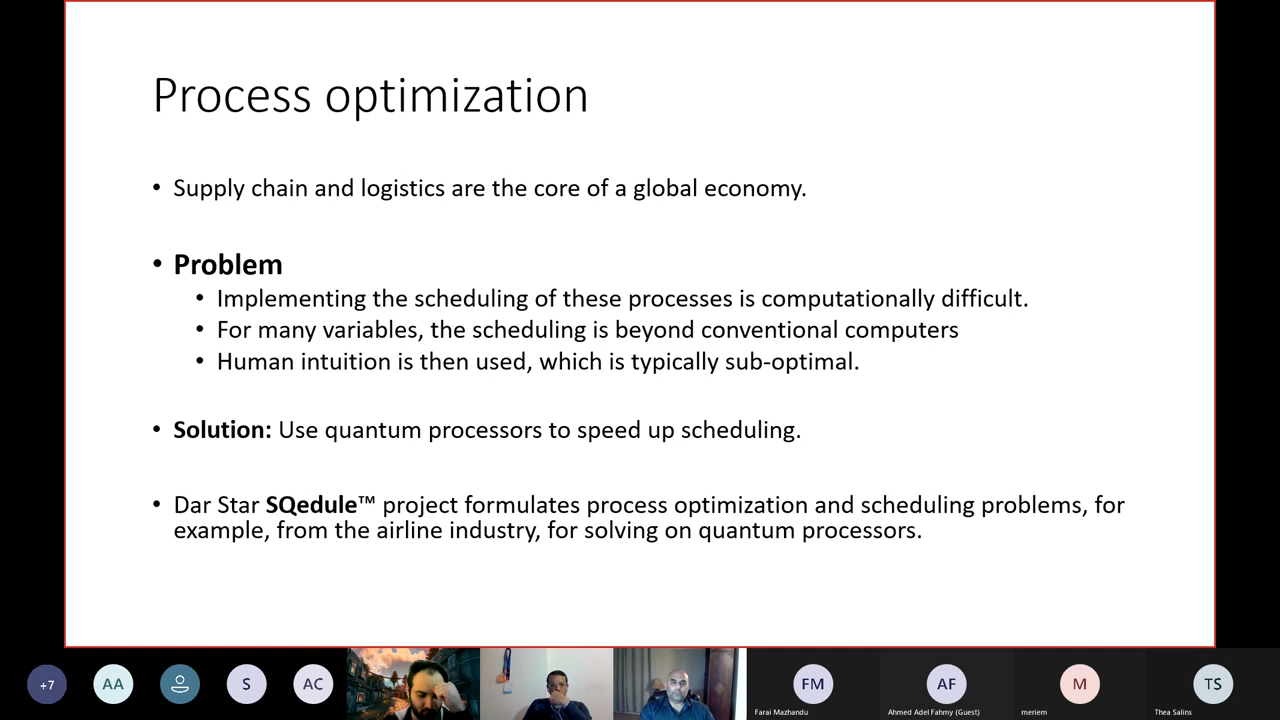 Process optimization
• Supply chain and logistics are the core of a global economy.
• Problem
• Implementing the scheduling of these processes is computationally difficult.
• For many variables, the scheduling is beyond conventional computers
• Human intuition is then used, which is typically sub-optimal.
• Solution: Use quantum processors to speed up scheduling.
• Dar Star SQedule™ project formulates process optimization and scheduling problems, for
example, from the airline industry, for solving on quantum processors.
+7
AA
S
AC
FM
AF
M
TS
Farai Mazhandu
Ahmed Adel Fahmy (Guest)
meriem
Thea Salins